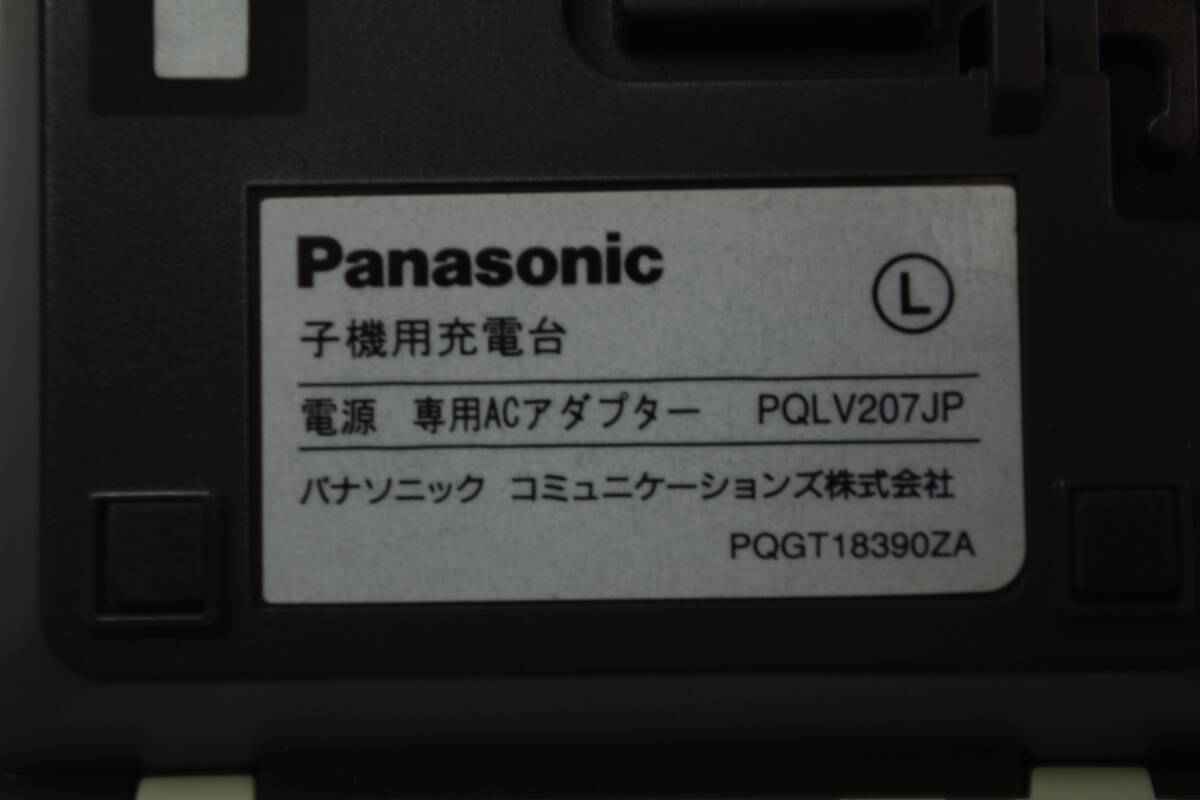 Panasonic
Ⓛ
子機用充電台
電源 専用ACアダプター PQLV207JP
パナソニック コミュニケーションズ株式会社
PQGT18390ZA